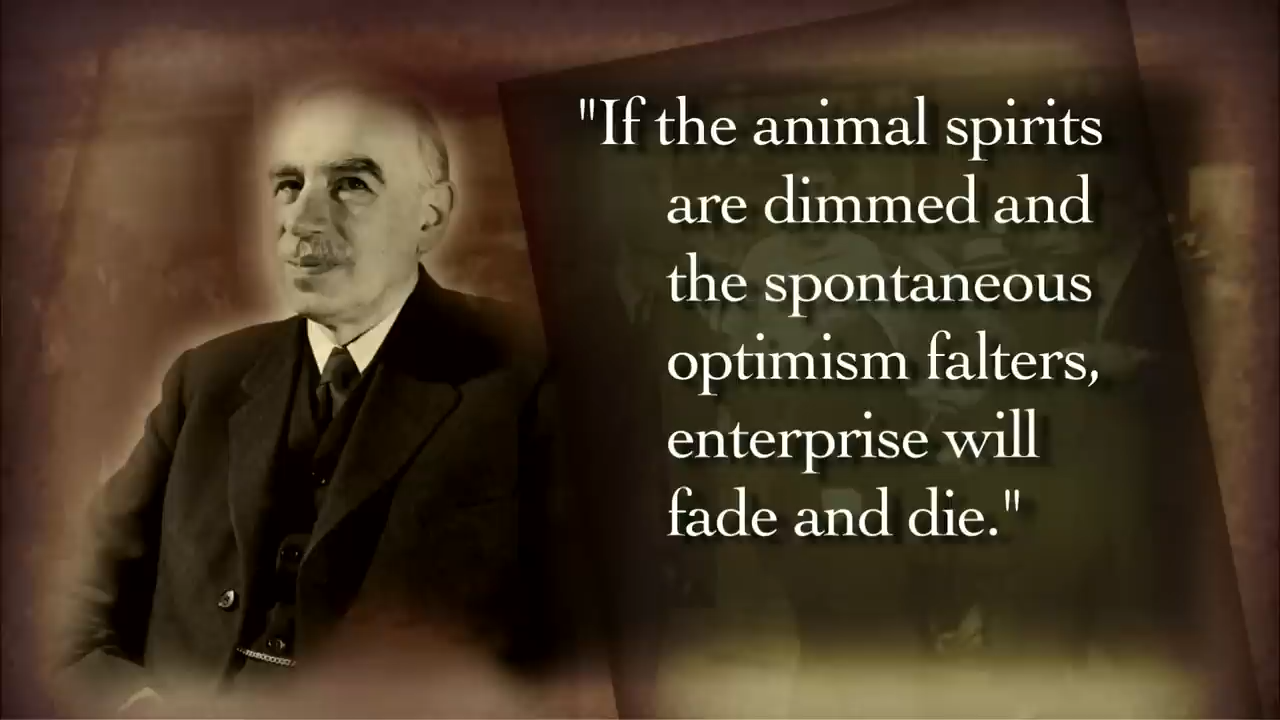 "If the animal spirits
are dimmed and
the spontaneous
optimism falters,
enterprise will
fade and die."